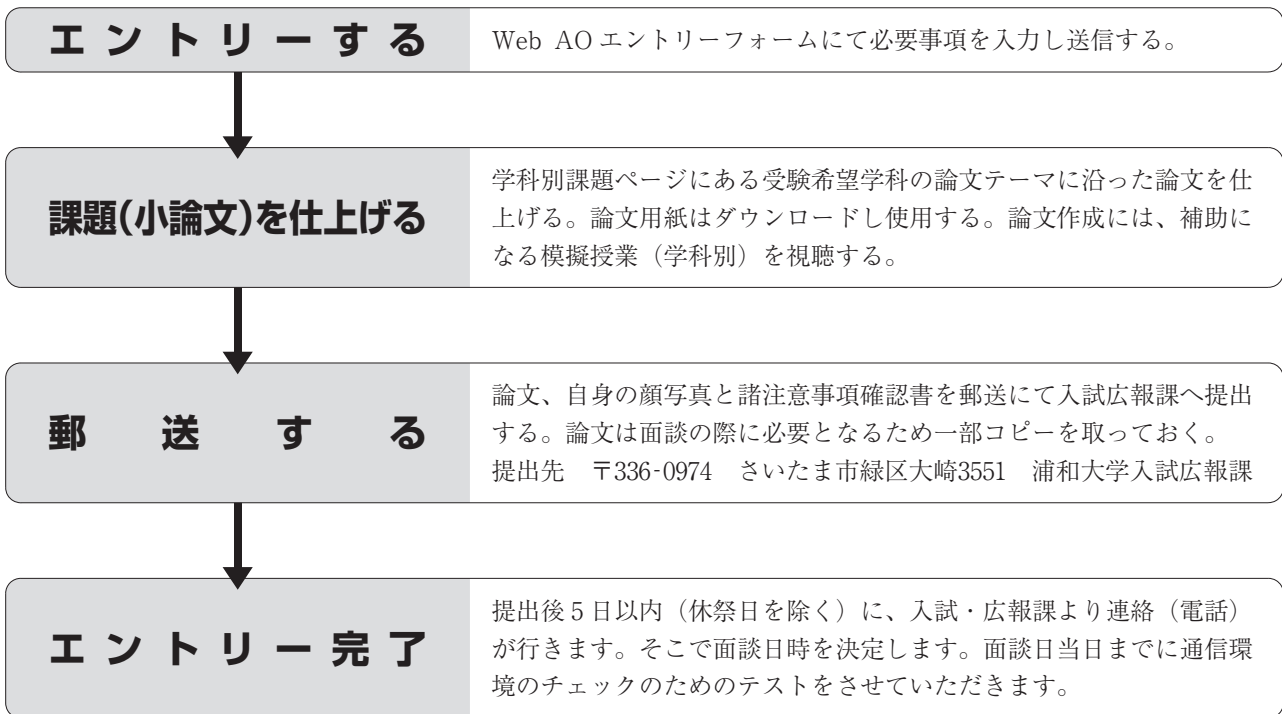 エントリーする
Web AOエントリーフォームにて必要事項を入力し送信する。
課題(小論文)を仕上げる
学科別課題ページにある受験希望学科の論文テーマに沿った論文を仕
上げる。論文用紙はダウンロードし使用する。論文作成には、補助に
なる模擬授業（学科別）を視聴する。
郵送する
論文、自身の顔写真と諸注意事項確認書を郵送にて入試広報課へ提出
する。論文は面談の際に必要となるため一部コピーを取っておく。
提出先　〒336-0974　さいたま市緑区大崎3551　浦和大学入試広報課
エントリー完了
提出後５日以内（休祭日を除く）に、入試・広報課より連絡（電話）
が行きます。そこで面談日時を決定します。面談日当日までに通信環
境のチェックのためのテストをさせていただきます。